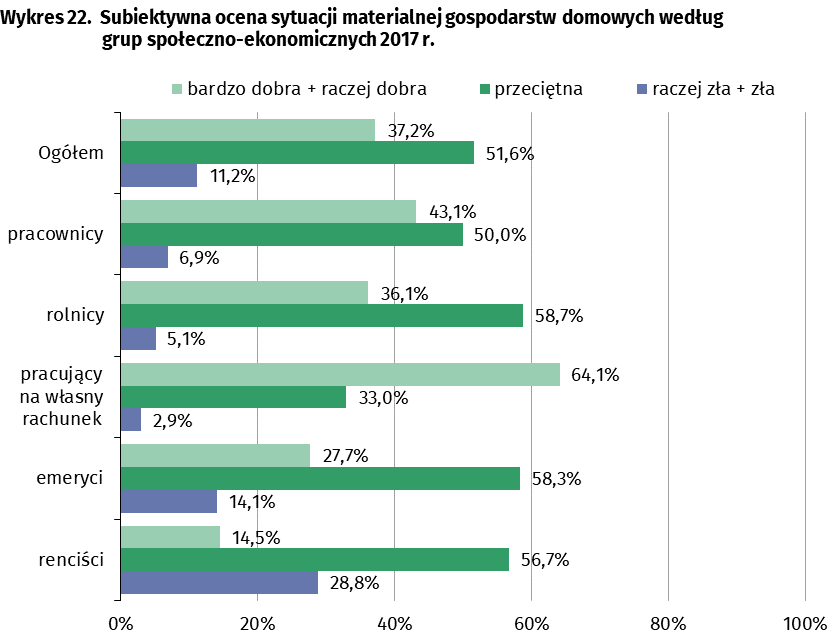 Wykres 22. Subiektywna ocena sytuacji materialnej gospodarstw domowych według
grup społeczno-ekonomicznych 2017 r.
bardzo dobra + raczej dobra przeciętna raczej zła + zła
Ogółem
37,2%
51,6%
11,2%
pracownicy
43,1%
50,0%
6,9%
rolnicy
36,1%
58,7%
5,1%
pracujący
na własny
rachunek
64,1%
33,0%
2,9%
emeryci
27,7%
58,3%
14,1%
renciści
14,5%
56,7%
28,8%
0% 20% 40% 60% 80% 100%